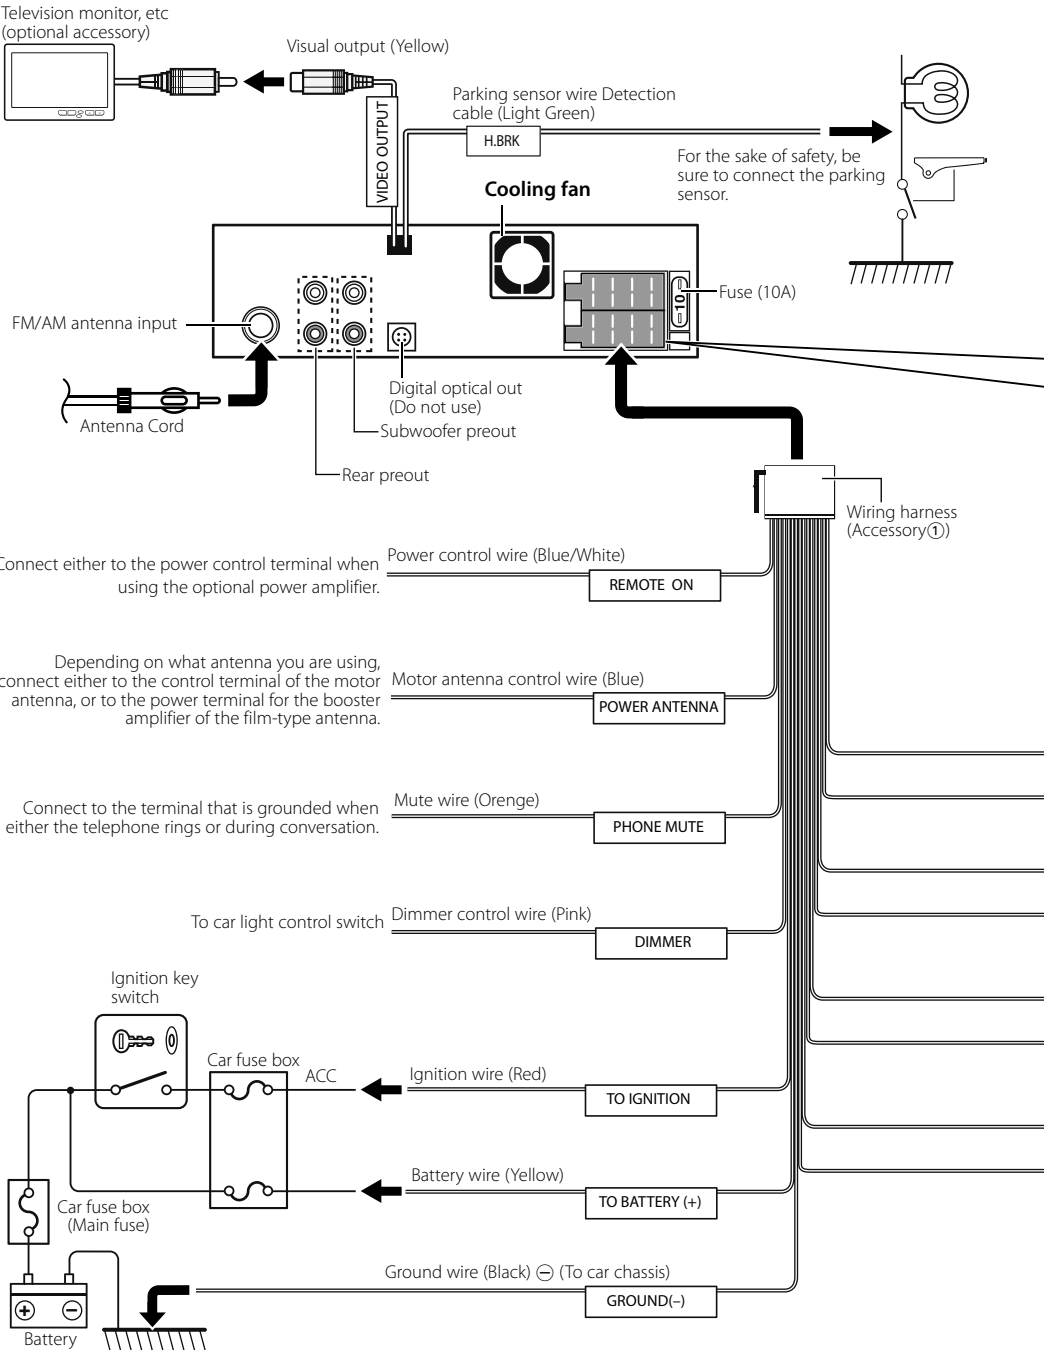 Television monitor, etc
(optional accessory)
Visual output (Yellow)
VIDEO OUTPUT
Parking sensor wire Detection
cable (Light Green)
H.BRK
For the sake of safety, be
sure to connect the parking
sensor.
Cooling fan
10
Fuse (10A)
FM/AM antenna input
Antenna Cord
Digital optical out
(Do not use)
Subwoofer preout
Rear preout
Wiring harness
(Accessory①)
Connect either to the power control terminal when
using the optional power amplifier.
Power control wire (Blue/White)
REMOTE ON
Depending on what antenna you are using,
connect either to the control terminal of the motor
antenna, or to the power terminal for the booster
amplifier of the film-type antenna.
Motor antenna control wire (Blue)
POWER ANTENNA
Connect to the terminal that is grounded when
either the telephone rings or during conversation.
Mute wire (Orenge)
PHONE MUTE
To car light control switch
Dimmer control wire (Pink)
DIMMER
Ignition key
switch
Car fuse box
ACC
Ignition wire (Red)
TO IGNITION
Battery wire (Yellow)
TO BATTERY (+)
Car fuse box
(Main fuse)
Ground wire (Black) ⊖ (To car chassis)
GROUND(–)
+ −
Battery